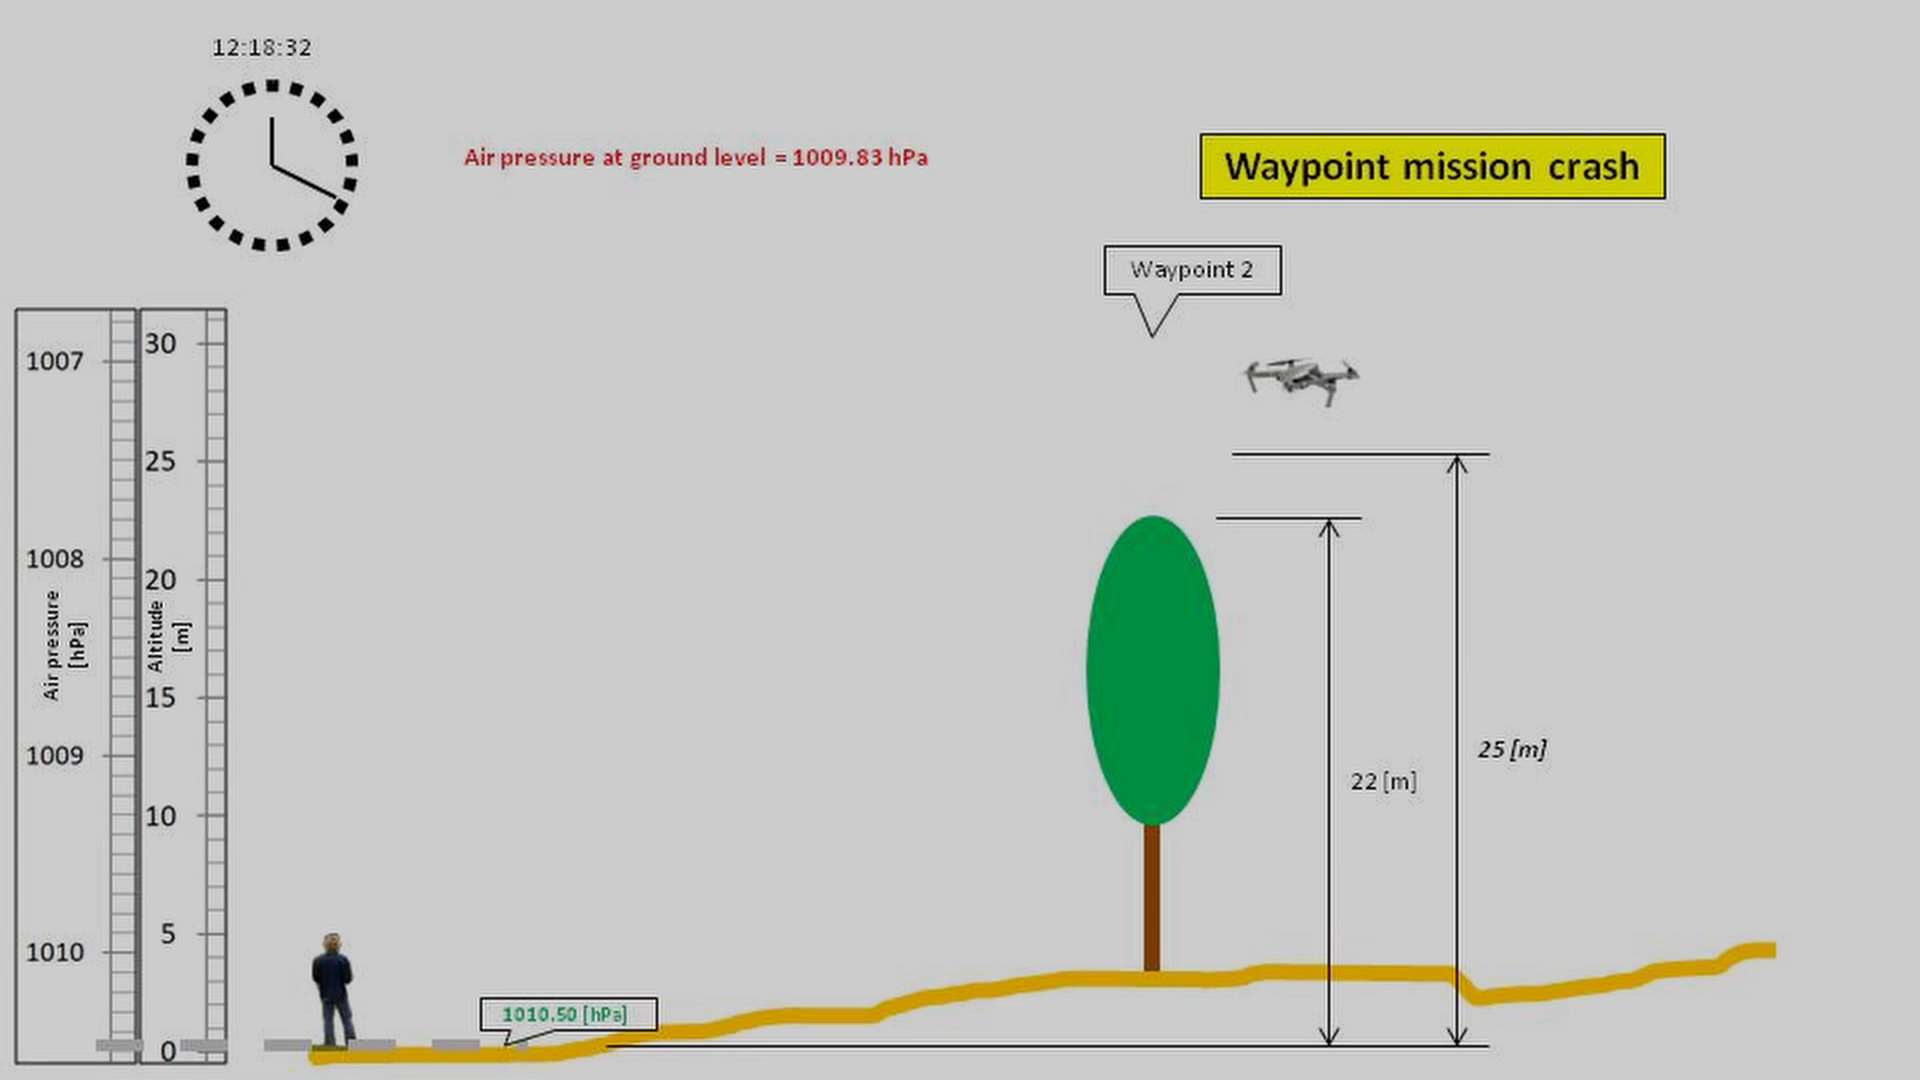 12:18:32
Air pressure at ground level = 1009.83 hPa
Waypoint mission crash
Waypoint 2
1007
1008
1009
1010
Air pressure
[hPa]
30
25
20
15
10
5
0
Altitude
[m]
22 [m]
25 [m]
1010.50 [hPa]